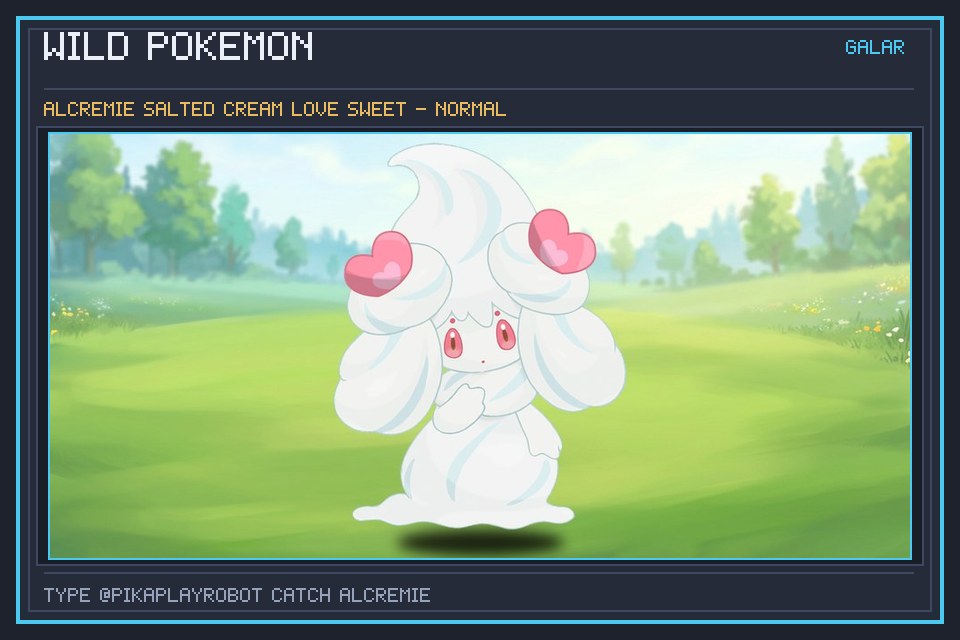 WILD POKEMON
GALAR
ALCREMIE SALTED CREAM LOVE SWEET - NORMAL
TYPE @PIKAPLAYROBOT CATCH ALCREMIE